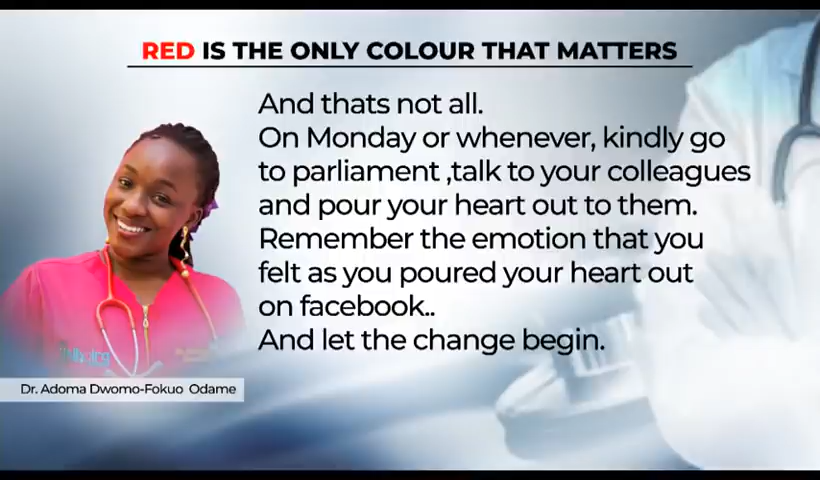 RED IS THE ONLY COLOUR THAT MATTERS
And thats not all.
On Monday or whenever, kindly go
to parliament ,talk to your colleagues
and pour your heart out to them.
Remember the emotion that you
felt as you poured your heart out
on facebook..
And let the change begin.
Dr. Adoma Dwomo-Fokuo Odame